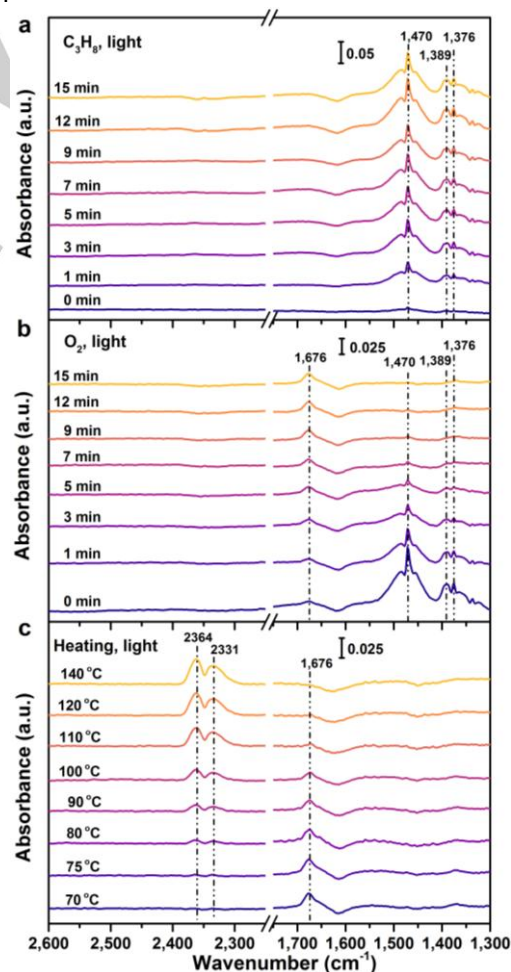 a
C₃H₈, light
0.05
1,470
1,376
1,389
15 min
12 min
9 min
7 min
5 min
3 min
1 min
0 min
Absorbance (a.u.)
b
O₂, light
0.025
1,676
1,470
1,389
1,376
15 min
12 min
9 min
7 min
5 min
3 min
1 min
0 min
Absorbance (a.u.)
c
Heating, light
2364
2331
1,676
0.025
140 °C
120 °C
110 °C
100 °C
90 °C
80 °C
75 °C
70 °C
Absorbance (a.u.)
2,600 2,500 2,400 2,300 1,700 1,600 1,500 1,400 1,300
Wavenumber (cm⁻¹)